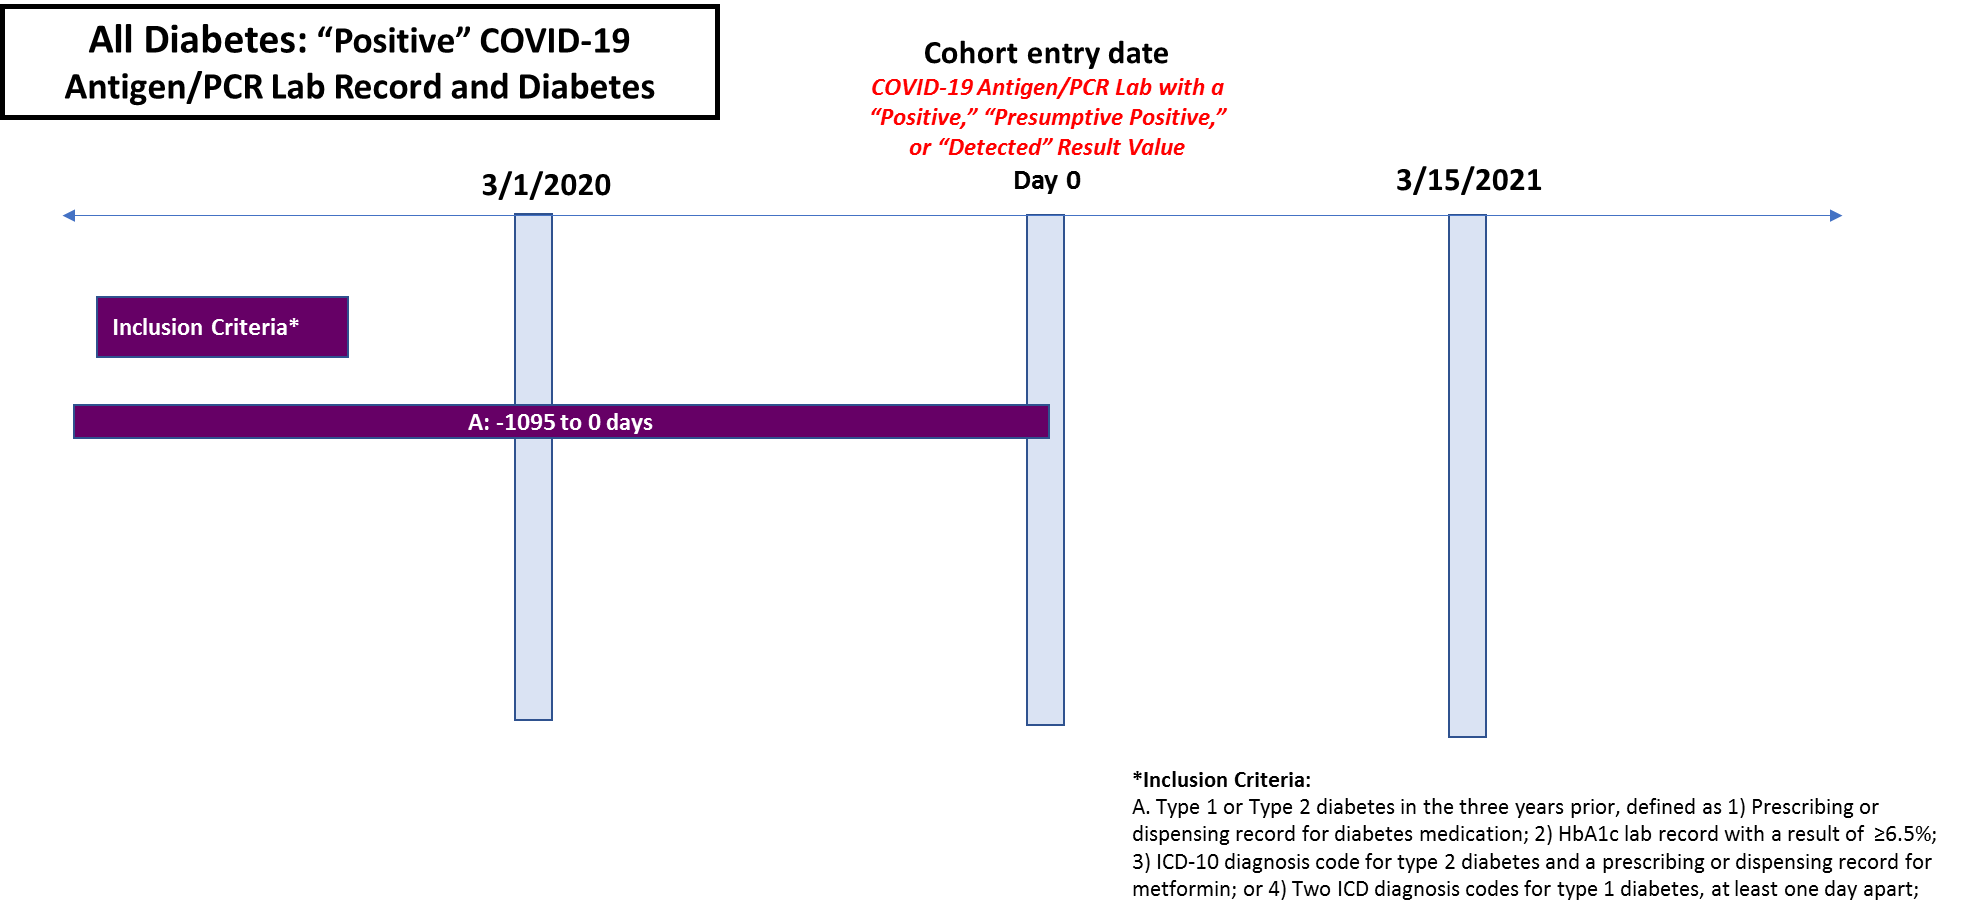 All Diabetes: “Positive” COVID-19
Antigen/PCR Lab Record and Diabetes
Cohort entry date
COVID-19 Antigen/PCR Lab with a
“Positive,” “Presumptive Positive,”
or “Detected” Result Value
3/1/2020
Day 0
3/15/2021
Inclusion Criteria*
A: -1095 to 0 days
*Inclusion Criteria:
A. Type 1 or Type 2 diabetes in the three years prior, defined as 1) Prescribing or
dispensing record for diabetes medication; 2) HbA1c lab record with a result of ≥6.5%;
3) ICD-10 diagnosis code for type 2 diabetes and a prescribing or dispensing record for
metformin; or 4) Two ICD diagnosis codes for type 1 diabetes, at least one day apart;